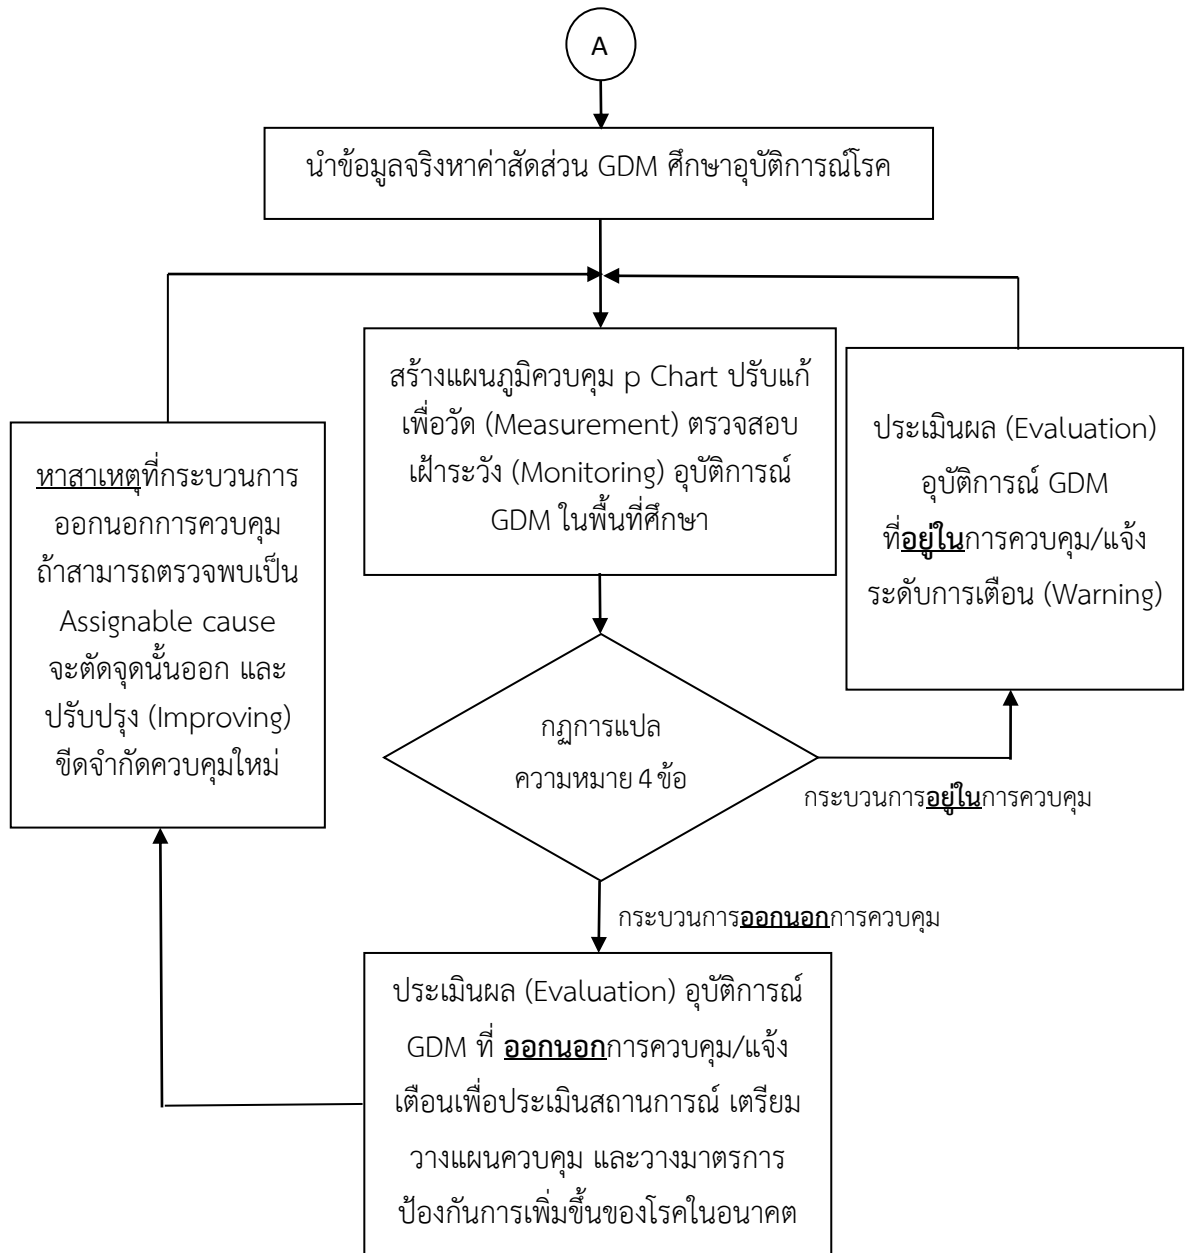 A
นำข้อมูลจริงหาค่าสัดส่วน GDM ศึกษาอุบัติการณ์โรค
สร้างแผนภูมิควบคุม p Chart ปรับแก้
เพื่อวัด (Measurement) ตรวจสอบ
เฝ้าระวัง (Monitoring) อุบัติการณ์
GDM ในพื้นที่ศึกษา
ประเมินผล (Evaluation)
อุบัติการณ์ GDM
ที่อยู่ในการควบคุม/แจ้ง
ระดับการเตือน (Warning)
หาสาเหตุที่กระบวนการ
ออกนอกการควบคุม
ถ้าสามารถตรวจพบเป็น
Assignable cause
จะตัดจุดนั้นออก และ
ปรับปรุง (Improving)
ขีดจำกัดควบคุมใหม่
กฏการแปล
ความหมาย 4 ข้อ
กระบวนการอยู่ในการควบคุม
กระบวนการออกนอกการควบคุม
ประเมินผล (Evaluation) อุบัติการณ์
GDM ที่ ออกนอกการควบคุม/แจ้ง
เตือนเพื่อประเมินสถานการณ์ เตรียม
วางแผนควบคุม และวางมาตรการ
ป้องกันการเพิ่มขึ้นของโรคในอนาคต